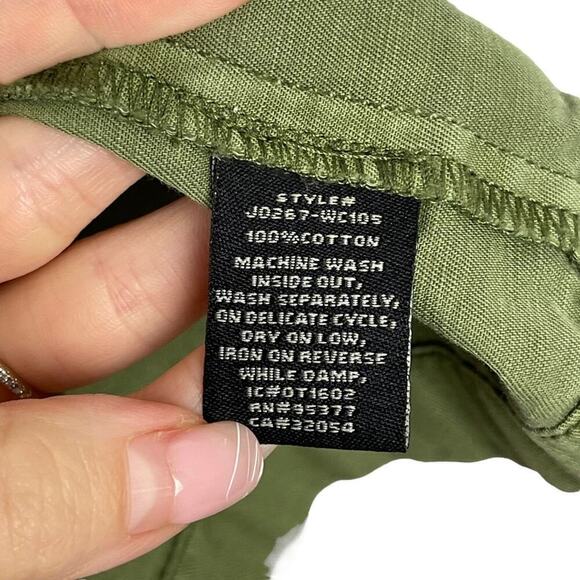 STYLE#
J0267-WC105
100%COTTON
MACHINE WASH
INSIDE OUT,
WASH SEPARATELY,
ON DELICATE CYCLE,
DRY ON LOW,
IRON ON REVERSE
WHILE DAMP,
IC#OT1602
RN#95377
CA#32054